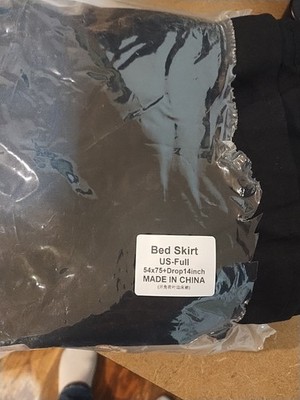 Bed Skirt
US-Full
54x75+Drop14inch
MADE IN CHINA